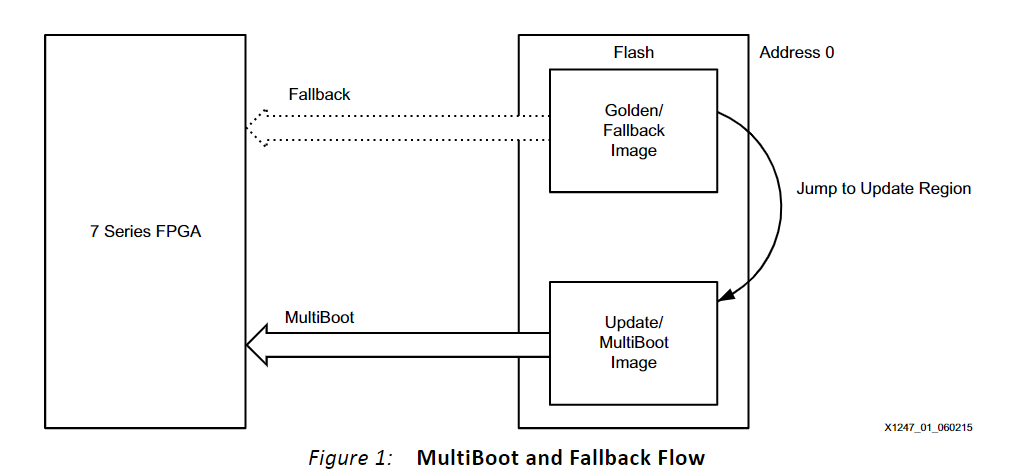 Flash
Address 0
Fallback
Golden/
Fallback
Image
Jump to Update Region
7 Series FPGA
MultiBoot
Update/
MultiBoot
Image
X1247_01_060215
Figure 1: MultiBoot and Fallback Flow